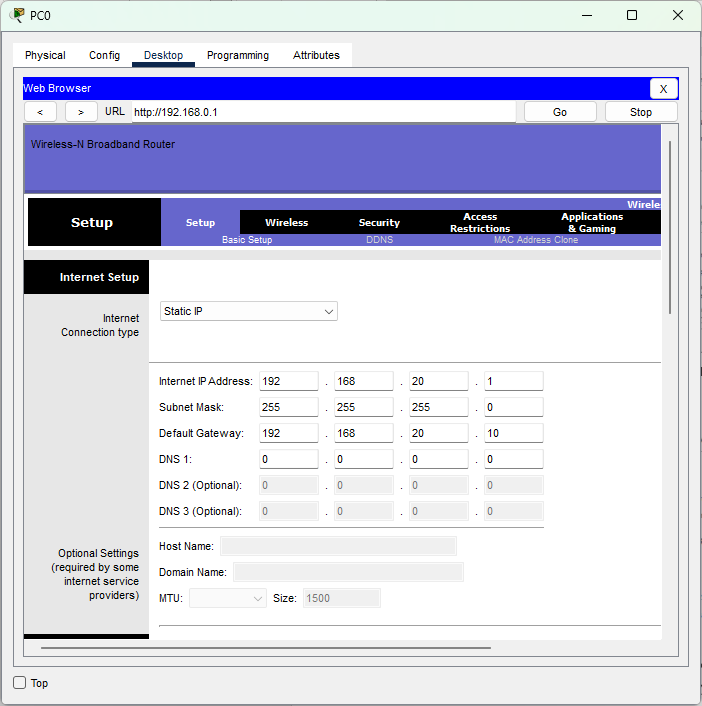 PC0
Physical Config Desktop Programming Attributes
Web Browser X
< > URL http://192.168.0.1 Go Stop
Wireless-N Broadband Router
Wirele
Setup Setup Wireless Security Access Restrictions Applications & Gaming
Basic Setup DDNS MAC Address Clone
Internet Setup
Internet Connection type Static IP
Internet IP Address: 192 . 168 . 20 . 1
Subnet Mask: 255 . 255 . 255 . 0
Default Gateway: 192 . 168 . 20 . 10
DNS 1: 0 . 0 . 0 . 0
DNS 2 (Optional): 0 . 0 . 0 . 0
DNS 3 (Optional): 0 . 0 . 0 . 0
Optional Settings
(required by some
internet service
providers)
Host Name:
Domain Name:
MTU: Size: 1500
Top